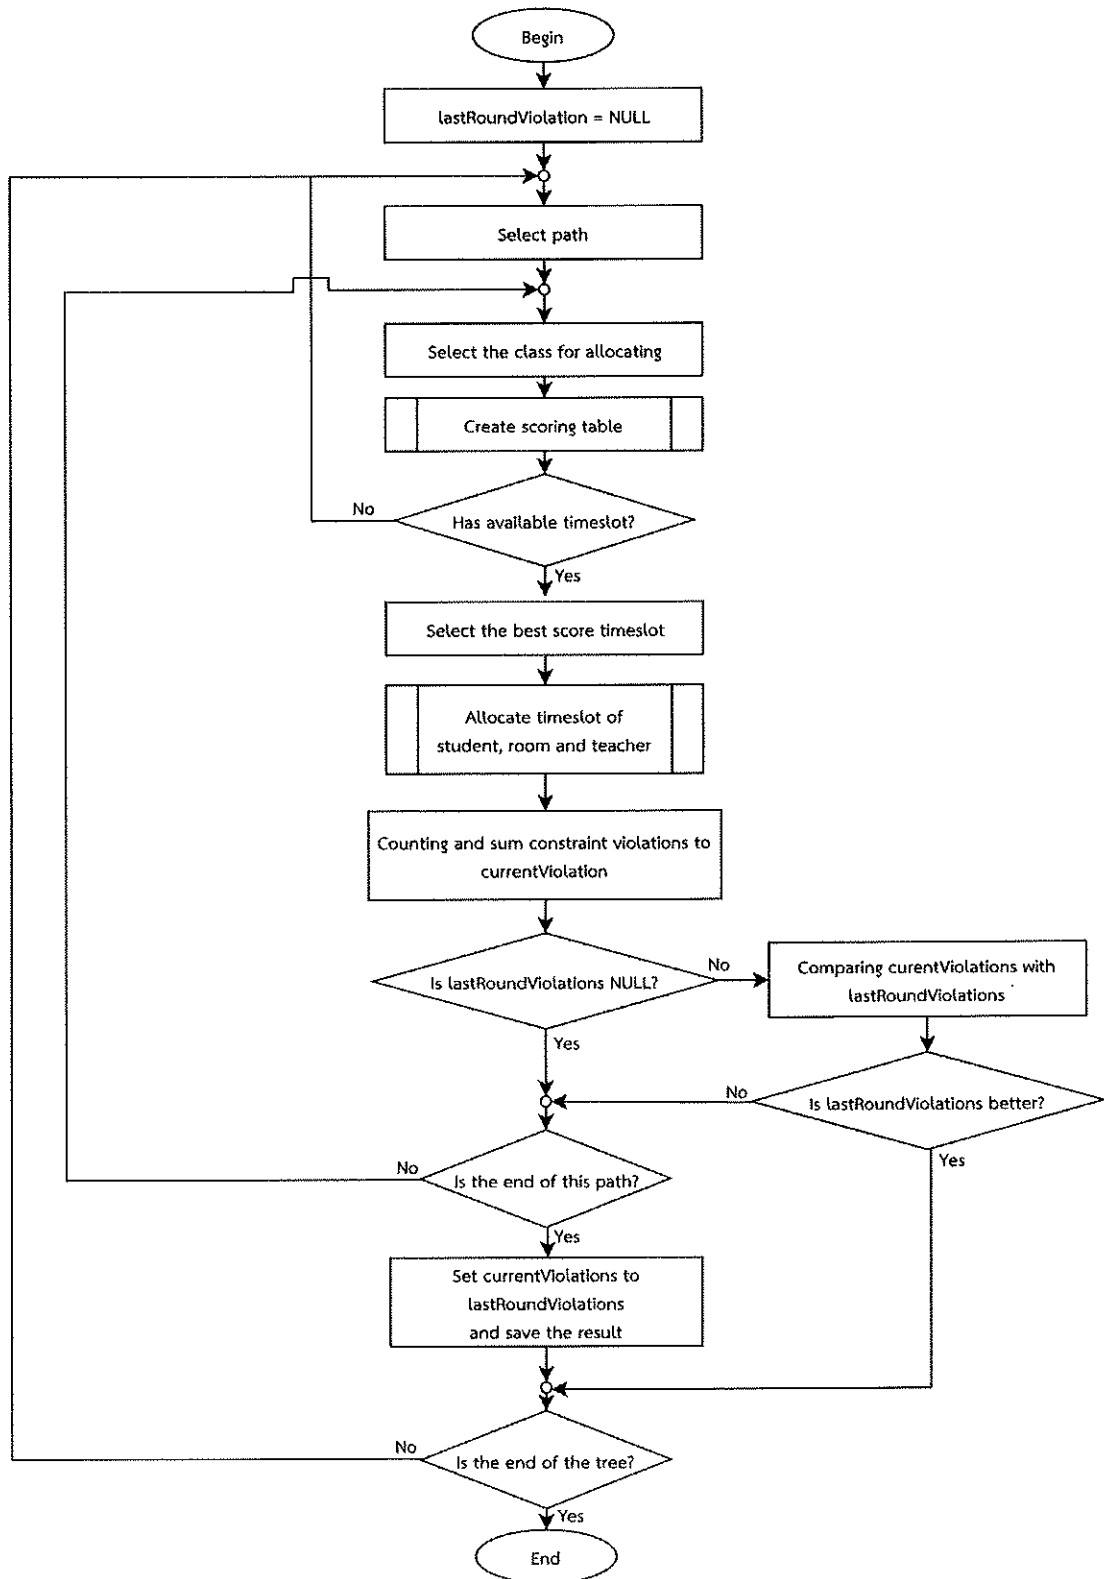 Begin
lastRoundViolation = NULL
Select path
Select the class for allocating
Create scoring table
No
Has available timeslot?
Yes
Select the best score timeslot
Allocate timeslot of
student, room and teacher
Counting and sum constraint violations to
currentViolation
Is lastRoundViolations NULL?
No
Comparing curentViolations with
lastRoundViolations
Yes
No
Is lastRoundViolations better?
Yes
No
Is the end of this path?
Yes
Set currentViolations to
lastRoundViolations
and save the result
No
Is the end of the tree?
Yes
End